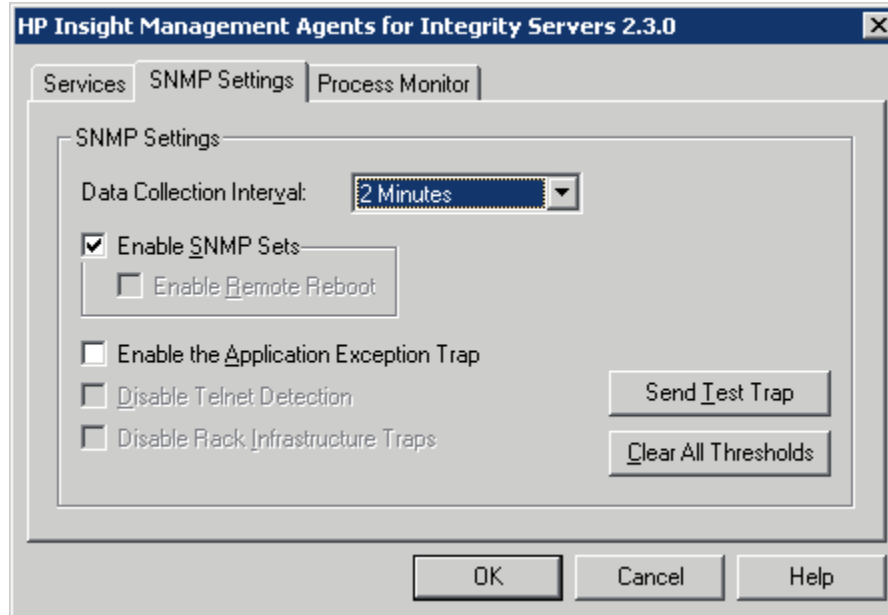 HP Insight Management Agents for Integrity Servers 2.3.0
Services SNMP Settings Process Monitor
SNMP Settings
Data Collection Interval: 2 Minutes
Enable SNMP Sets
Enable Remote Reboot
Enable the Application Exception Trap
Disable Telnet Detection
Send Test Trap
Disable Rack Infrastructure Traps
Clear All Thresholds
OK Cancel Help